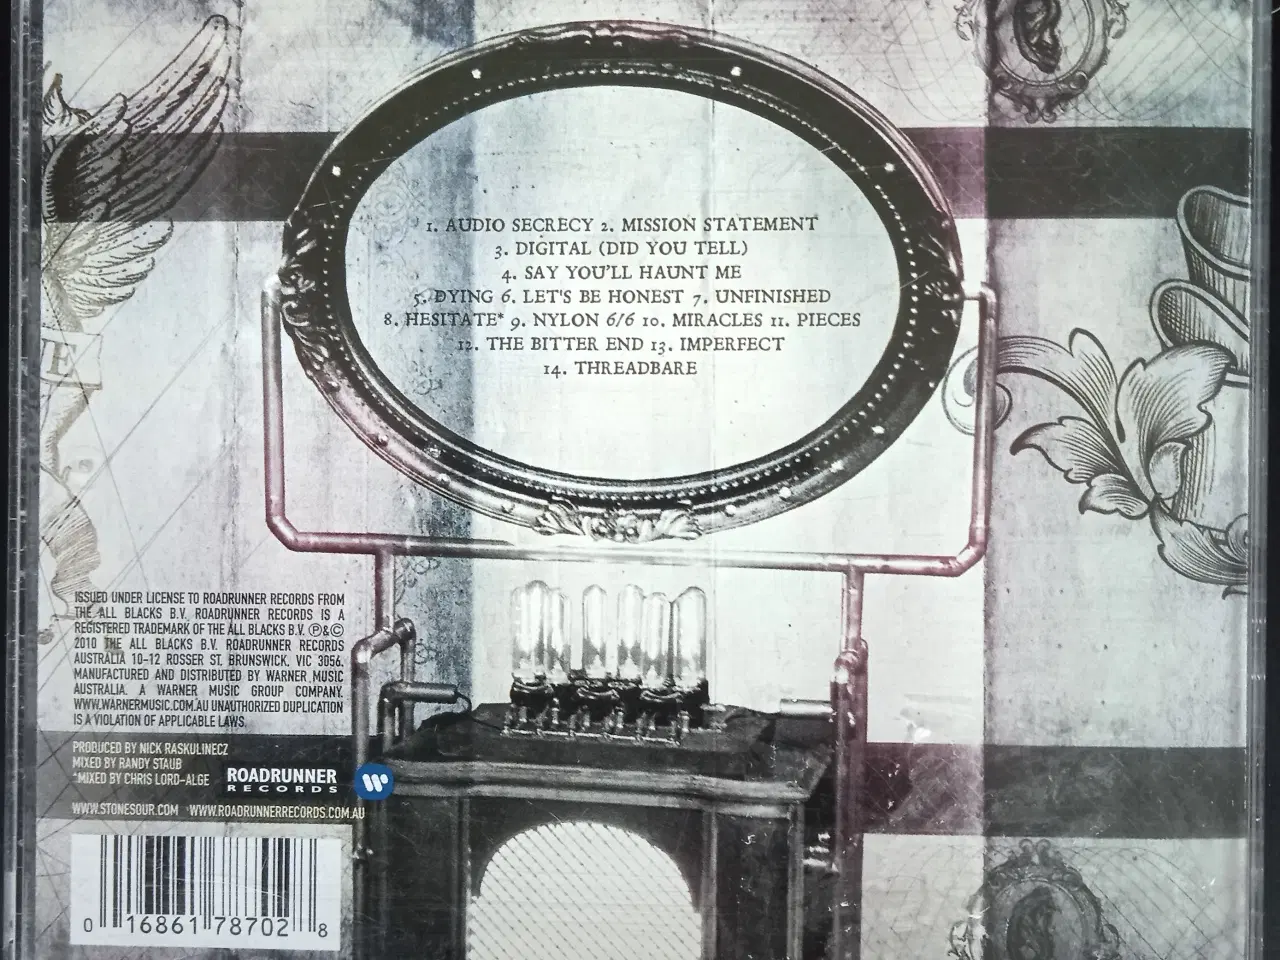 1. AUDIO SECRECY 2. MISSION STATEMENT
3. DIGITAL (DID YOU TELL)
4. SAY YOU'LL HAUNT ME
5. DYING 6. LET'S BE HONEST 7. UNFINISHED
8. HESITATE* 9. NYLON 6/6 10. MIRACLES 11. PIECES
12. THE BITTER END 13. IMPERFECT
14. THREADBARE
E
ISSUED UNDER LICENSE TO ROADRUNNER RECORDS FROM
THE ALL BLACKS B.V. ROADRUNNER RECORDS IS A
REGISTERED TRADEMARK OF THE ALL BLACKS B.V. ℗&©
2010 THE ALL BLACKS B.V. ROADRUNNER RECORDS
AUSTRALIA 10-12 ROSSER ST. BRUNSWICK, VIC 3056.
MANUFACTURED AND DISTRIBUTED BY WARNER MUSIC
AUSTRALIA. A WARNER MUSIC GROUP COMPANY.
WWW.WARNERMUSIC.COM.AU UNAUTHORIZED DUPLICATION
IS A VIOLATION OF APPLICABLE LAWS.
PRODUCED BY NICK RASKULINECZ
MIXED BY RANDY STAUB
*MIXED BY CHRIS LORD-ALGE
ROADRUNNER
RECORDS
WWW.STONESOUR.COM WWW.ROADRUNNERRECORDS.COM.AU
0 16861 78702 8